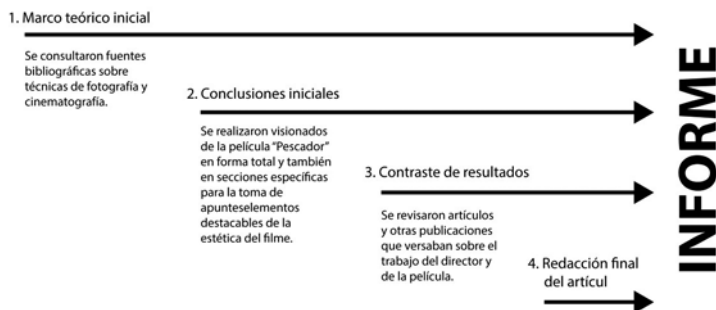 1. Marco teórico inicial
Se consultaron fuentes
bibliográficas sobre
técnicas de fotografía y
cinematografía.
2. Conclusiones iniciales
Se realizaron visionados
de la película "Pescador"
en forma total y también
en secciones específicas
para la toma de
apunteselementos
destacables de la
estética del filme.
3. Contraste de resultados
Se revisaron artículos
y otras publicaciones
que versaban sobre el
trabajo del director y
de la película.
4. Redacción final
del artícul
INFORME